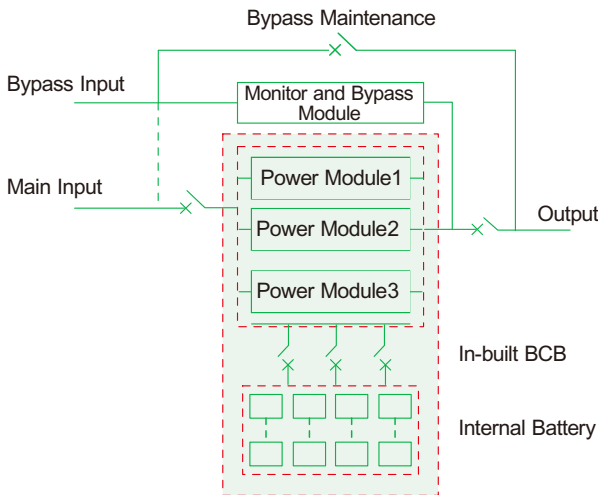 Bypass Maintenance
Bypass Input
Monitor and Bypass
Module
Main Input
Power Module1
Power Module2
Output
Power Module3
In-built BCB
Internal Battery